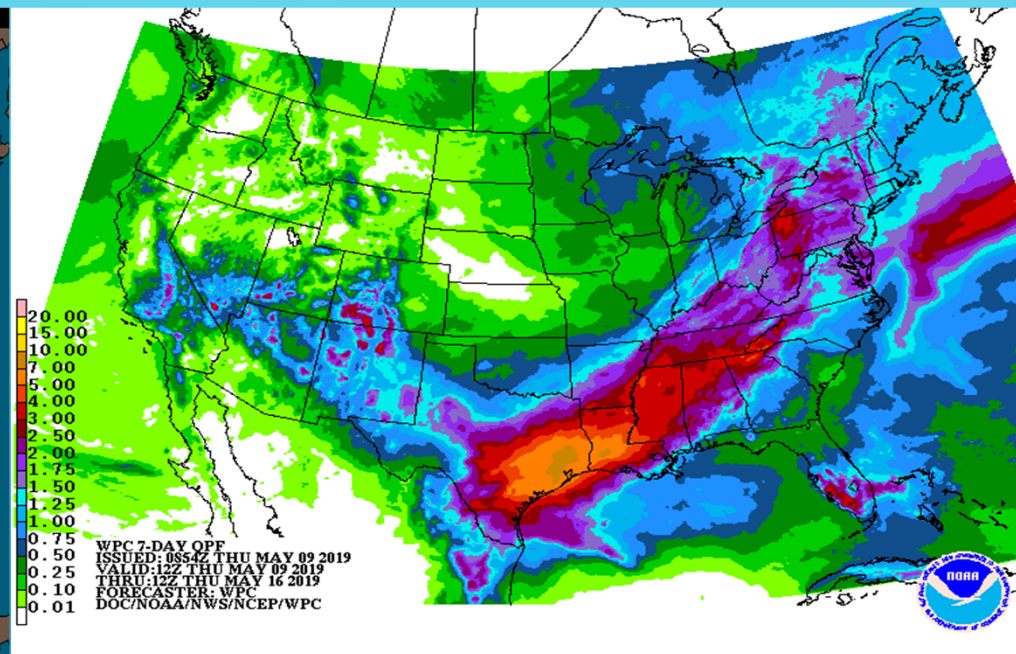 20.00
15.00
10.00
7.00
5.00
4.00
3.00
2.50
2.00
1.75
1.50
1.25
1.00
0.75
0.50
0.25
0.10
0.01
WPC 7-DAY QPF
ISSUED: 0854Z THU MAY 09 2019
VALID:12Z THU MAY 09 2019
THRU:12Z THU MAY 16 2019
FORECASTER: WPC
DOC/NOAA/NWS/NCEP/WPC
NOAA